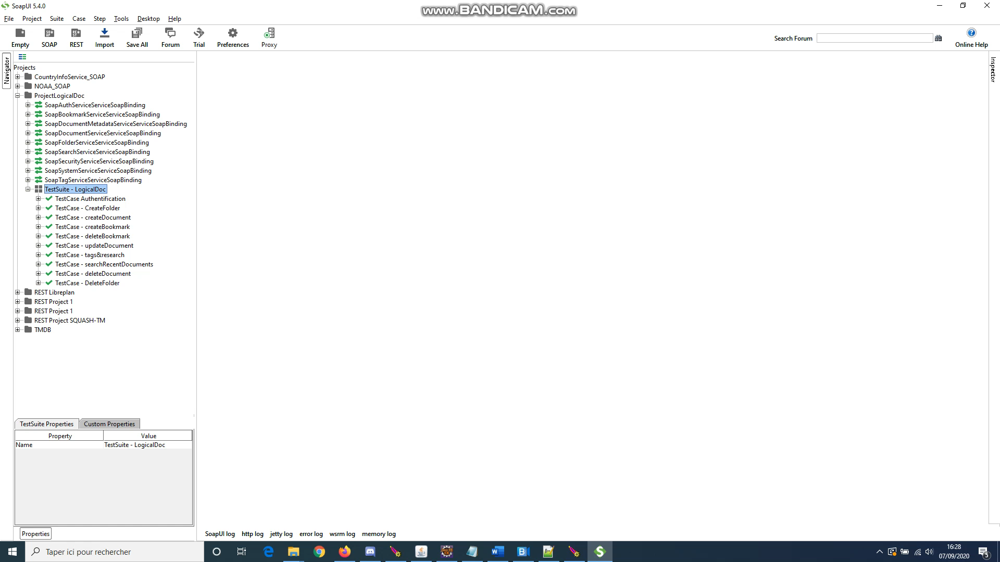 SoapUI 5.4.0
www.BANDICAM.com
File Project Suite Case Step Tools Desktop Help
Empty SOAP REST Import Save All Forum Trial Preferences Proxy
Search Forum
Online Help
Navigator
Inspector
Projects
CountryInfoService_SOAP
NOAA_SOAP
ProjectLogicalDoc
SoapAuthServiceServiceSoapBinding
SoapBookmarkServiceServiceSoapBinding
SoapDocumentMetadataServiceServiceSoapBinding
SoapDocumentServiceServiceSoapBinding
SoapFolderServiceServiceSoapBinding
SoapSearchServiceServiceSoapBinding
SoapSecurityServiceServiceSoapBinding
SoapSystemServiceServiceSoapBinding
SoapTagServiceServiceSoapBinding
TestSuite - LogicalDoc
TestCase Authentification
TestCase - CreateFolder
TestCase - createDocument
TestCase - createBookmark
TestCase - deleteBookmark
TestCase - updateDocument
TestCase - tags&research
TestCase - searchRecentDocuments
TestCase - deleteDocument
TestCase - DeleteFolder
REST Libreplan
REST Project 1
REST Project 1
REST Project SQUASH-TM
TMDB
TestSuite Properties Custom Properties
Property Value
Name TestSuite - LogicalDoc
Properties
SoapUI log http log jetty log error log wsrm log memory log
Taper ici pour rechercher
16:28
07/09/2020
5